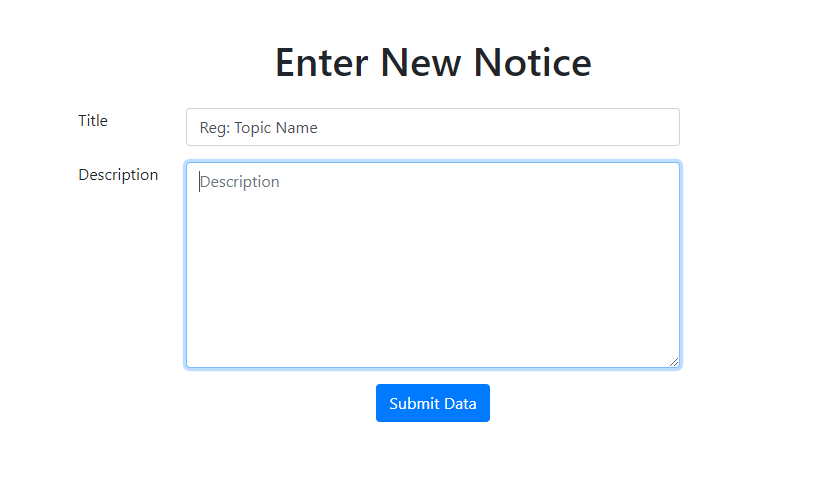 Enter New Notice
Title
Reg: Topic Name
Description
Description
Submit Data